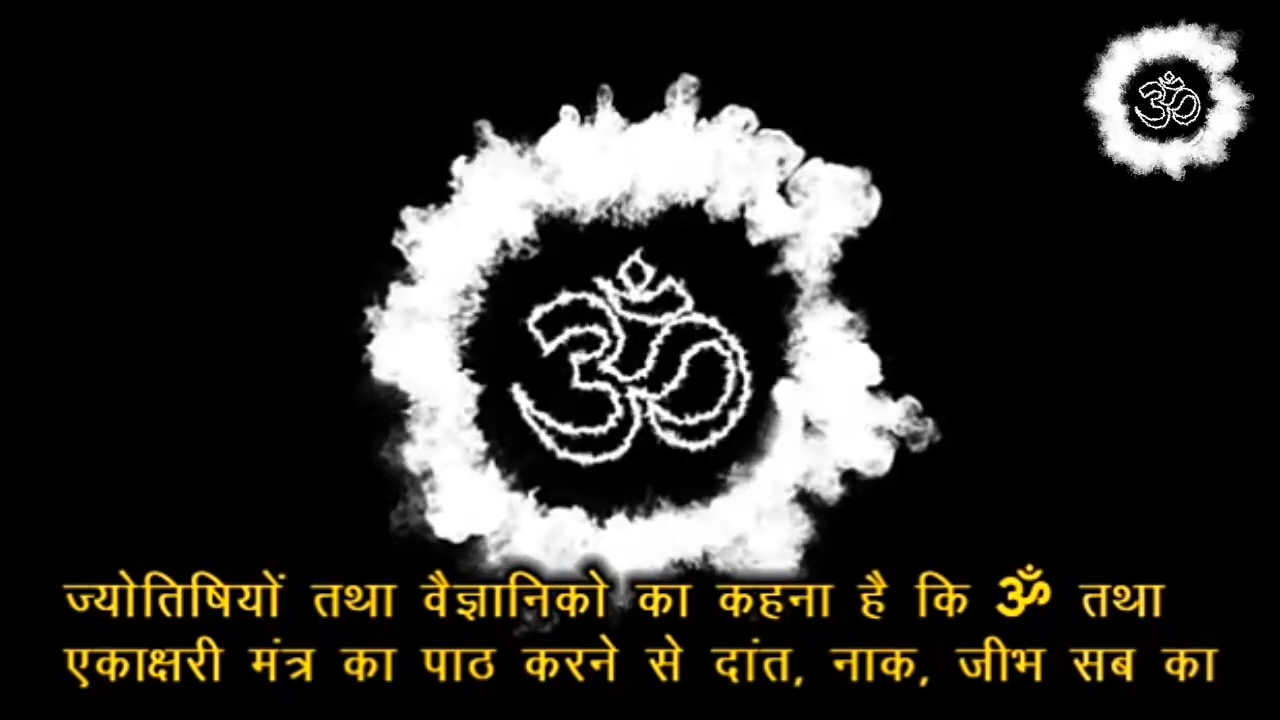 ॐ
ॐ
ज्योतिषियों तथा वैज्ञानिको का कहना है कि ॐ तथा
एकाक्षरी मंत्र का पाठ करने से दांत, नाक, जीभ सब का